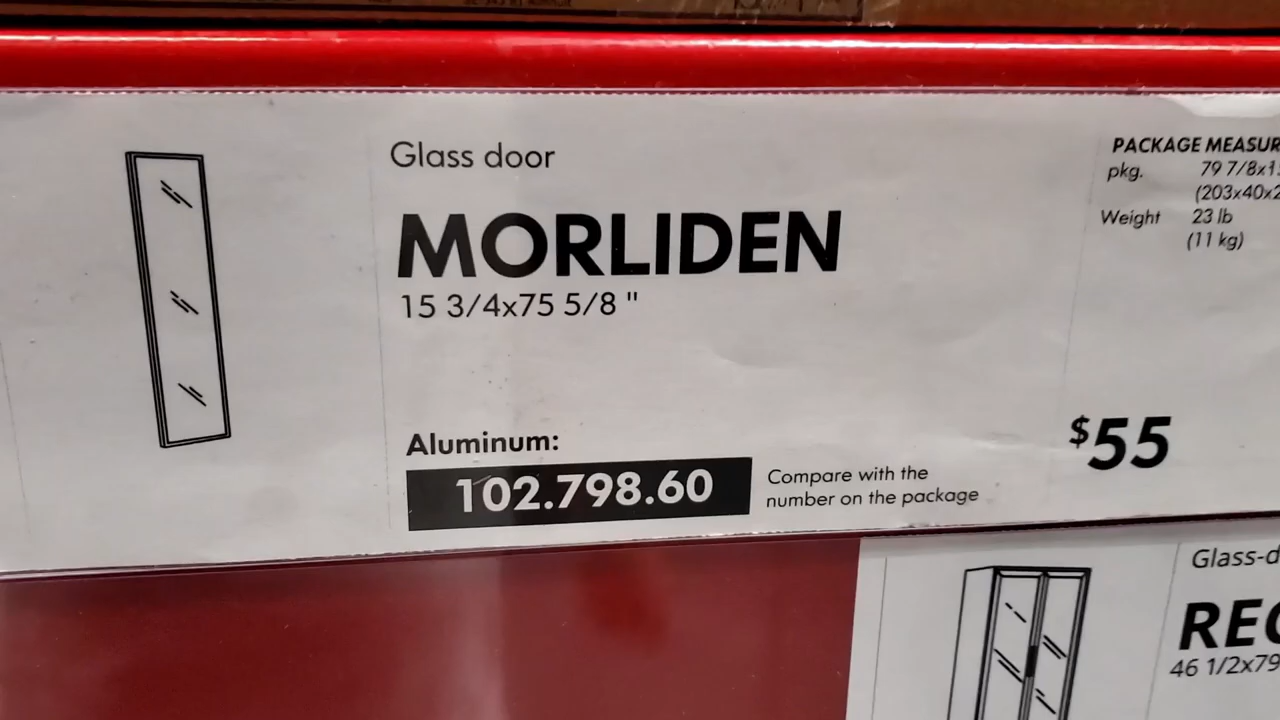 Glass door
MORLIDEN
15 3/4x75 5/8 "
Aluminum:
102.798.60
Compare with the
number on the package
PACKAGE MEASUR
pkg. 79 7/8x1
(203x40x2
Weight 23 lb
(11 kg)
$55
Glass-d
REG
46 1/2x79